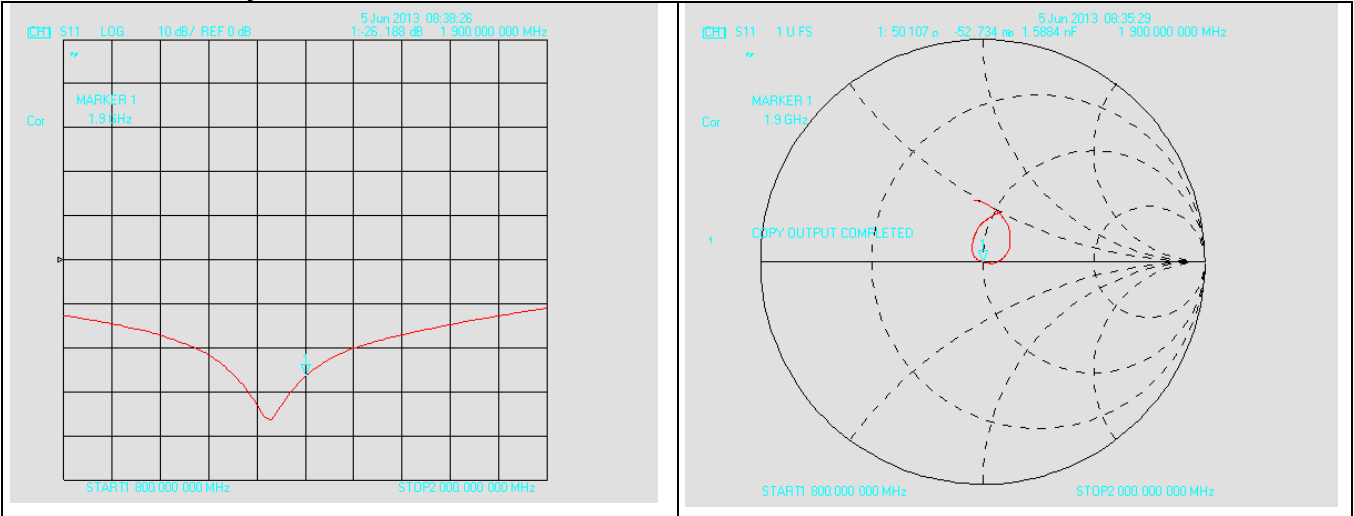 5 Jun 2013 08:38:26
CH1 S11 LOG 10 dB/ REF 0 dB 1:-26.188 dB 1 900.000 000 MHz
MARKER 1
Cor 1.9 GHz
1
START1 800.000 000 MHz STOP2 000.000 000 MHz
5 Jun 2013 08:35:29
CH1 S11 1 U FS 1: 50.107 -52.734 1.5884 nF 1 900.000 000 MHz
MARKER 1
Cor 1.9 GHz
1 COPY OUTPUT COMPLETED
1
START1 800.000 000 MHz STOP2 000.000 000 MHz